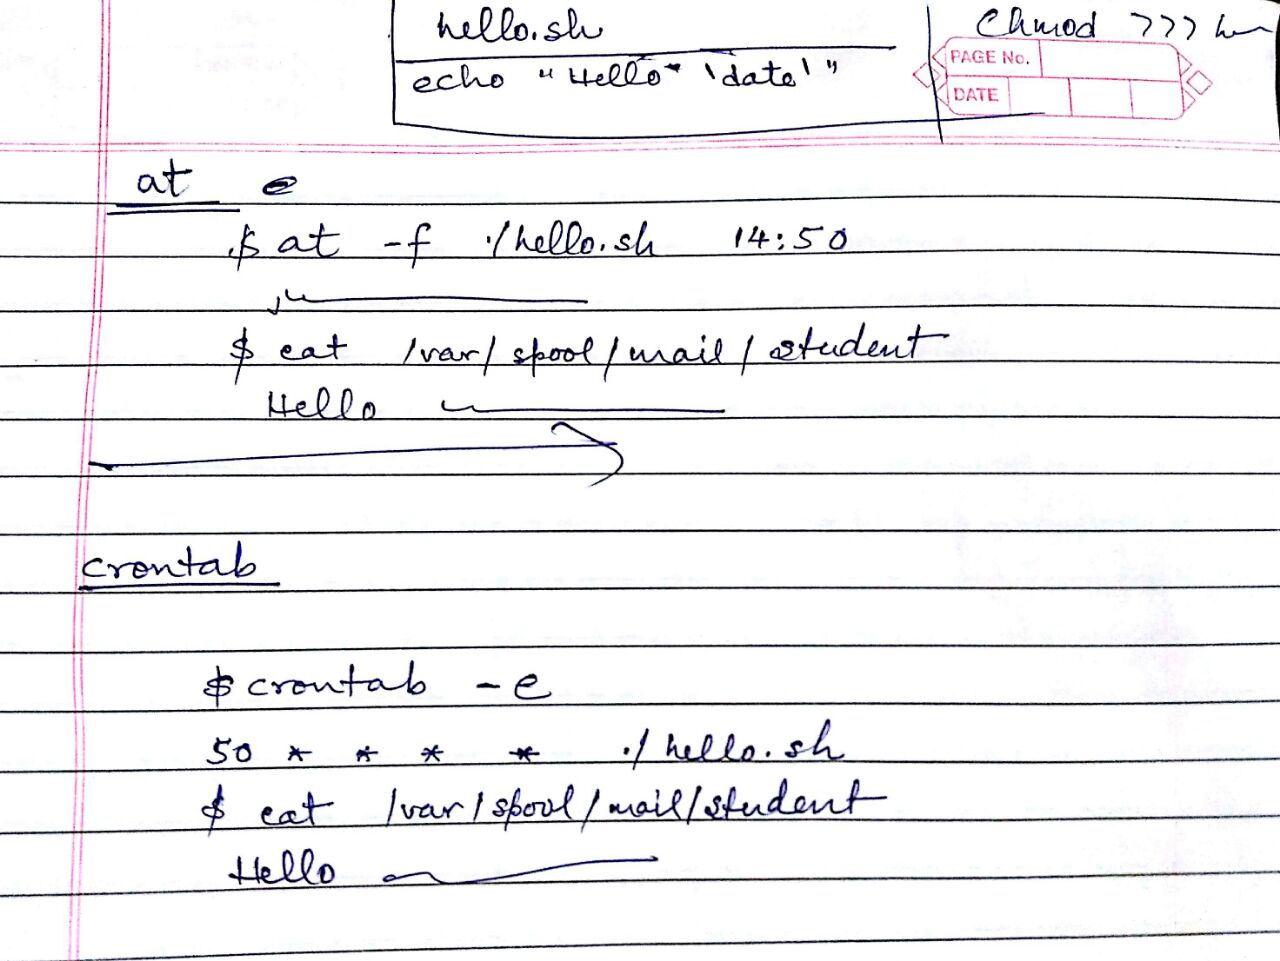 hello.sh
Chmod 777
echo "Hello 'date'"
PAGE No.
DATE
at
$ at -f ./hello.sh 14:50
$ cat /var/spool/mail/student
Hello
crontab
$ crontab -e
50 * * * * ./hello.sh
$ cat /var/spool/mail/student
Hello